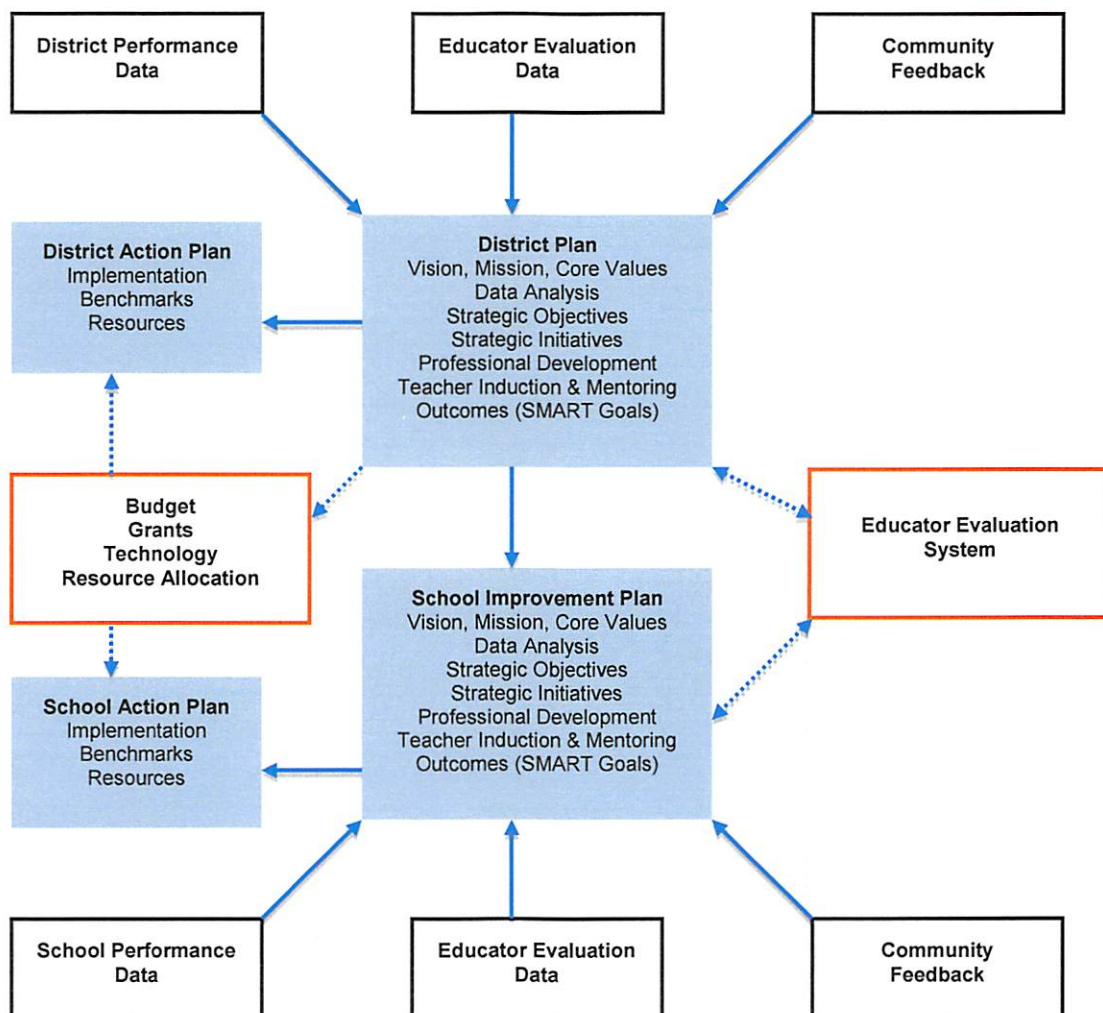 District Performance
Data
Educator Evaluation
Data
Community
Feedback
District Action Plan
Implementation
Benchmarks
Resources
District Plan
Vision, Mission, Core Values
Data Analysis
Strategic Objectives
Strategic Initiatives
Professional Development
Teacher Induction & Mentoring
Outcomes (SMART Goals)
Budget
Grants
Technology
Resource Allocation
Educator Evaluation
System
School Improvement Plan
Vision, Mission, Core Values
Data Analysis
Strategic Objectives
Strategic Initiatives
Professional Development
Teacher Induction & Mentoring
Outcomes (SMART Goals)
School Action Plan
Implementation
Benchmarks
Resources
School Performance
Data
Educator Evaluation
Data
Community
Feedback